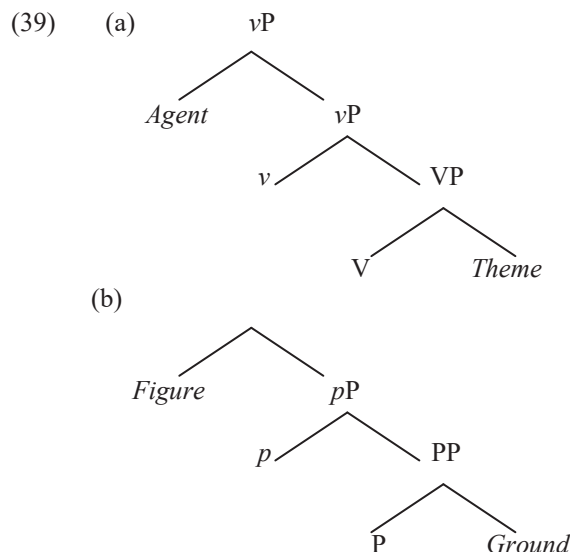 (39) (a) vP
Agent vP
v VP
V Theme
(b)
Figure pP
p PP
P Ground